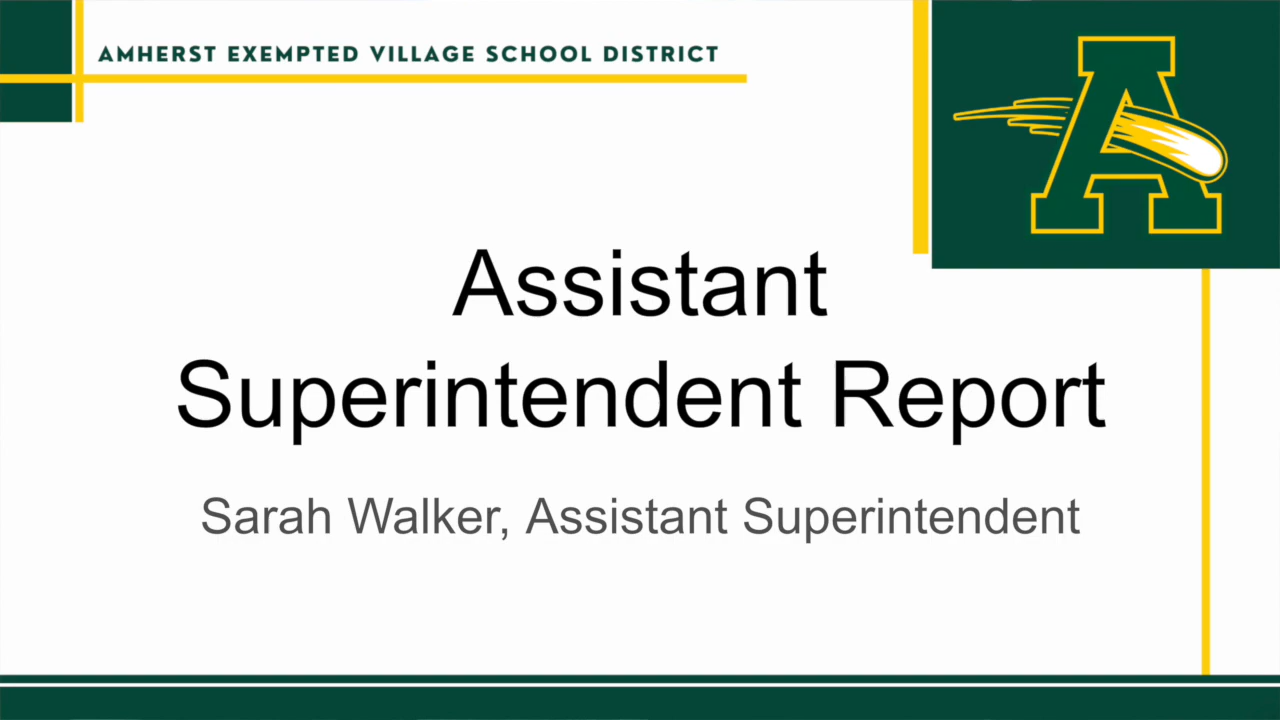 AMHERST EXEMPTED VILLAGE SCHOOL DISTRICT
A
Assistant
Superintendent Report
Sarah Walker, Assistant Superintendent